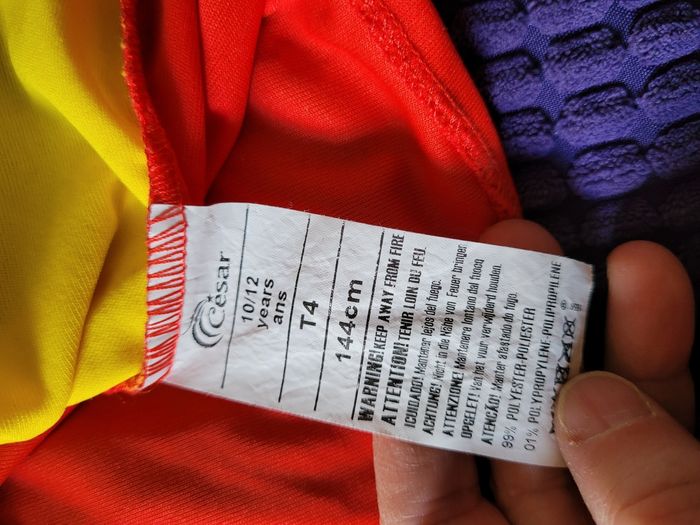 César
10/12
years
ans
T4
144cm
WARNING!KEEP AWAY FROM FIRE
ATTENTION! TENIR LOIN DU FEU.
¡CUIDADO! Mantener lejos del fuego.
ACHTUNG! Nicht in die Nähe von Feuer bringen
ATTENZIONE! Mantenere lontano dal fuoco
OPGELET! Van het vuur verwijderd houden.
ATENÇÃO! Manter afastado do fogo.
99% POLYESTER-POLIESTER
01% POLYPROPYLENE-POLIPROPILENE